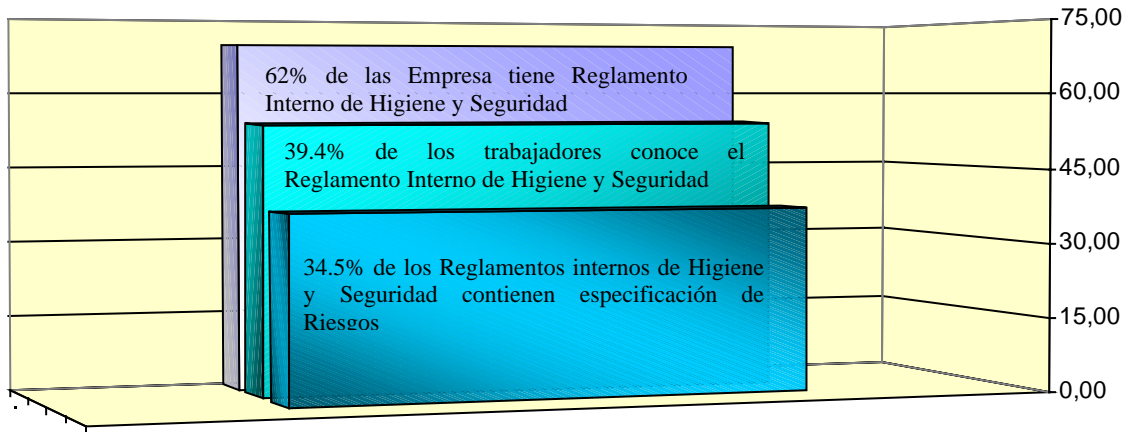 75,00
62% de las Empresa tiene Reglamento
Interno de Higiene y Seguridad
60,00
39.4% de los trabajadores conoce el
Reglamento Interno de Higiene y Seguridad
45,00
30,00
34.5% de los Reglamentos internos de Higiene
y Seguridad contienen especificación de
Riesgos
15,00
0,00
.